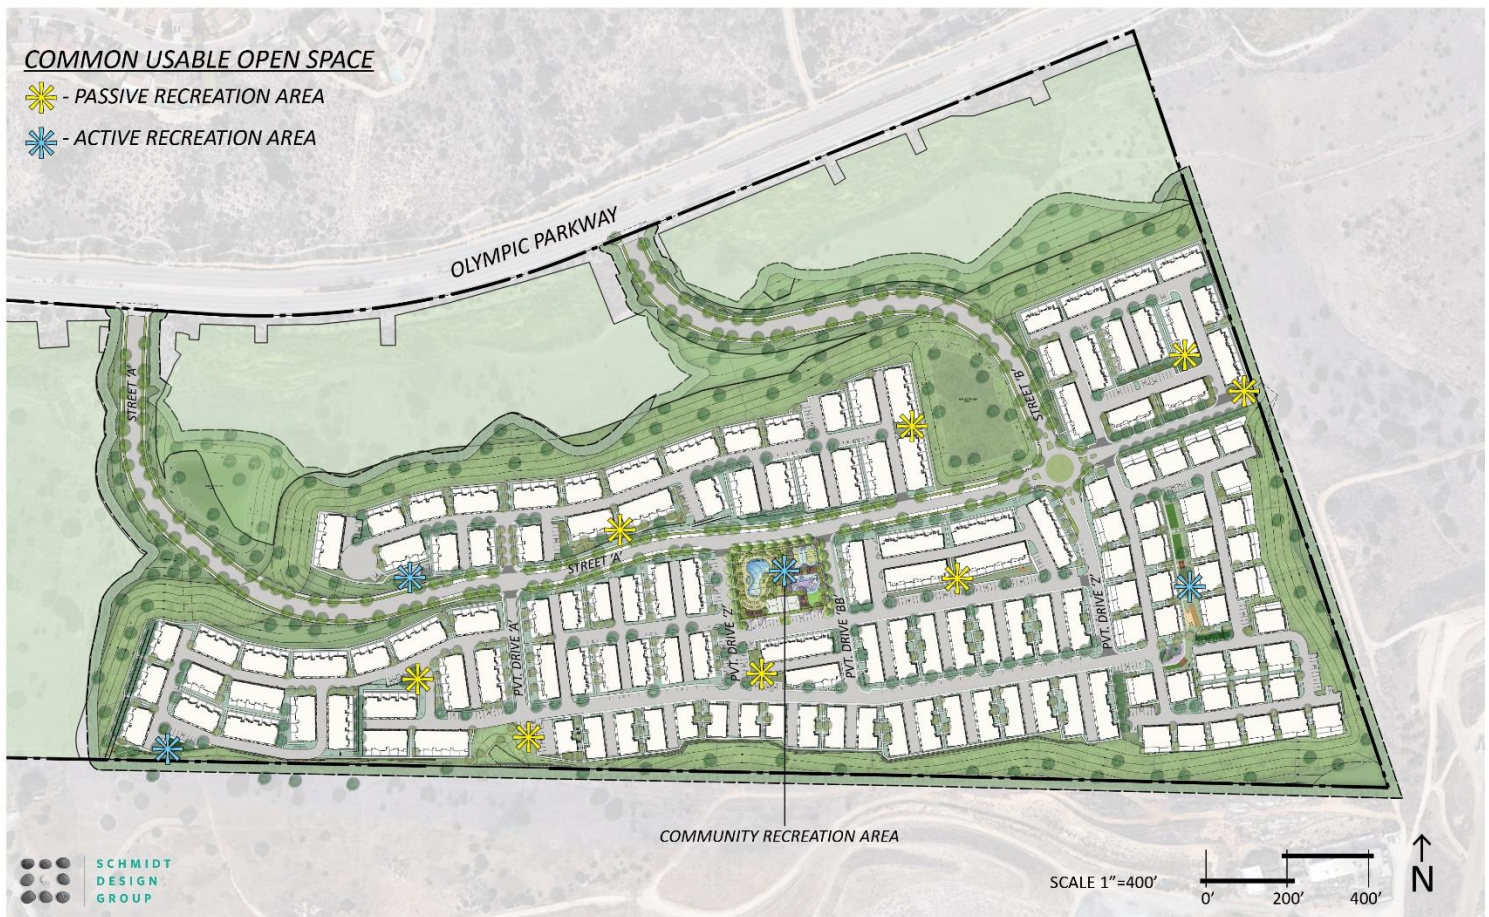 COMMON USABLE OPEN SPACE
- PASSIVE RECREATION AREA
- ACTIVE RECREATION AREA
OLYMPIC PARKWAY
STREET 'A'
STREET 'B'
STREET 'A'
PVT. DRIVE 'A'
PVT. DRIVE 'Z'
PVT. DRIVE 'BB'
PVT. DRIVE 'Z'
COMMUNITY RECREATION AREA
SCHMIDT
DESIGN
GROUP
SCALE 1"=400'
0'
200'
400'
N